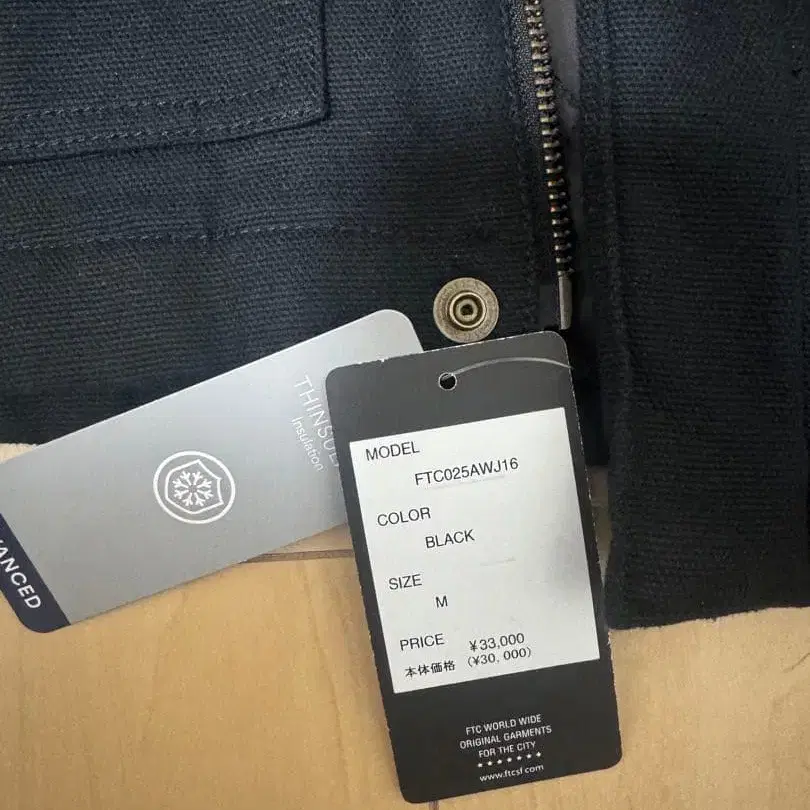 Insulation
ANCED
MODEL
FTC025AWJ16
COLOR
BLACK
SIZE
M
PRICE
¥33,000
本体価格 (¥30,000)
FTC WORLD WIDE
ORIGINAL GARMENTS
FOR THE CITY
★★★★★★★
www.ftcsf.com